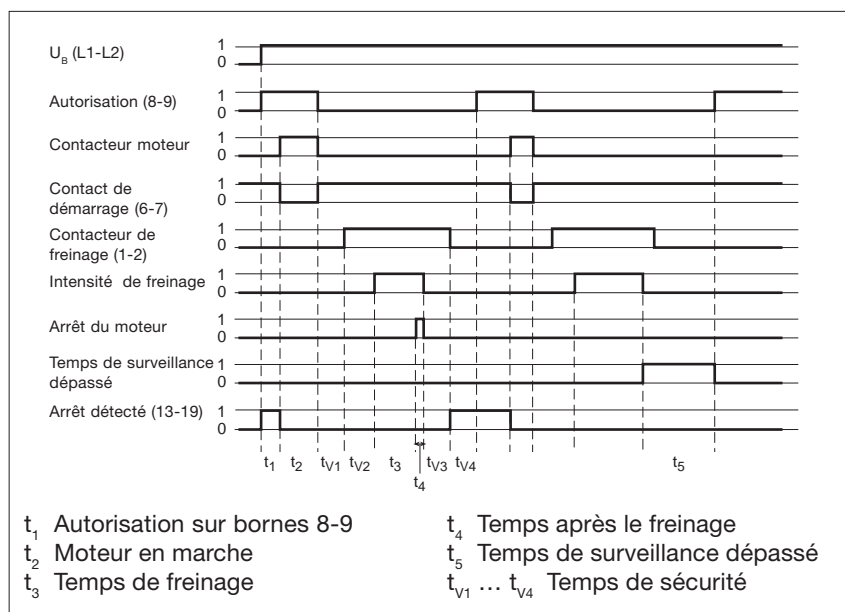 U_B (L1-L2) 1
0
Autorisation (8-9) 1
0
Contacteur moteur 1
0
Contact de 1
démarrage (6-7) 0
Contacteur de 1
freinage (1-2) 0
Intensité de freinage 1
0
Arrêt du moteur 1
0
Temps de surveillance 1
dépassé 0
Arrêt détecté (13-19) 1
0
t1 t2 tV1 tV2 t3 tV3 tV4 t5
t4
t1 Autorisation sur bornes 8-9
t2 Moteur en marche
t3 Temps de freinage
t4 Temps après le freinage
t5 Temps de surveillance dépassé
tV1 ... tV4 Temps de sécurité